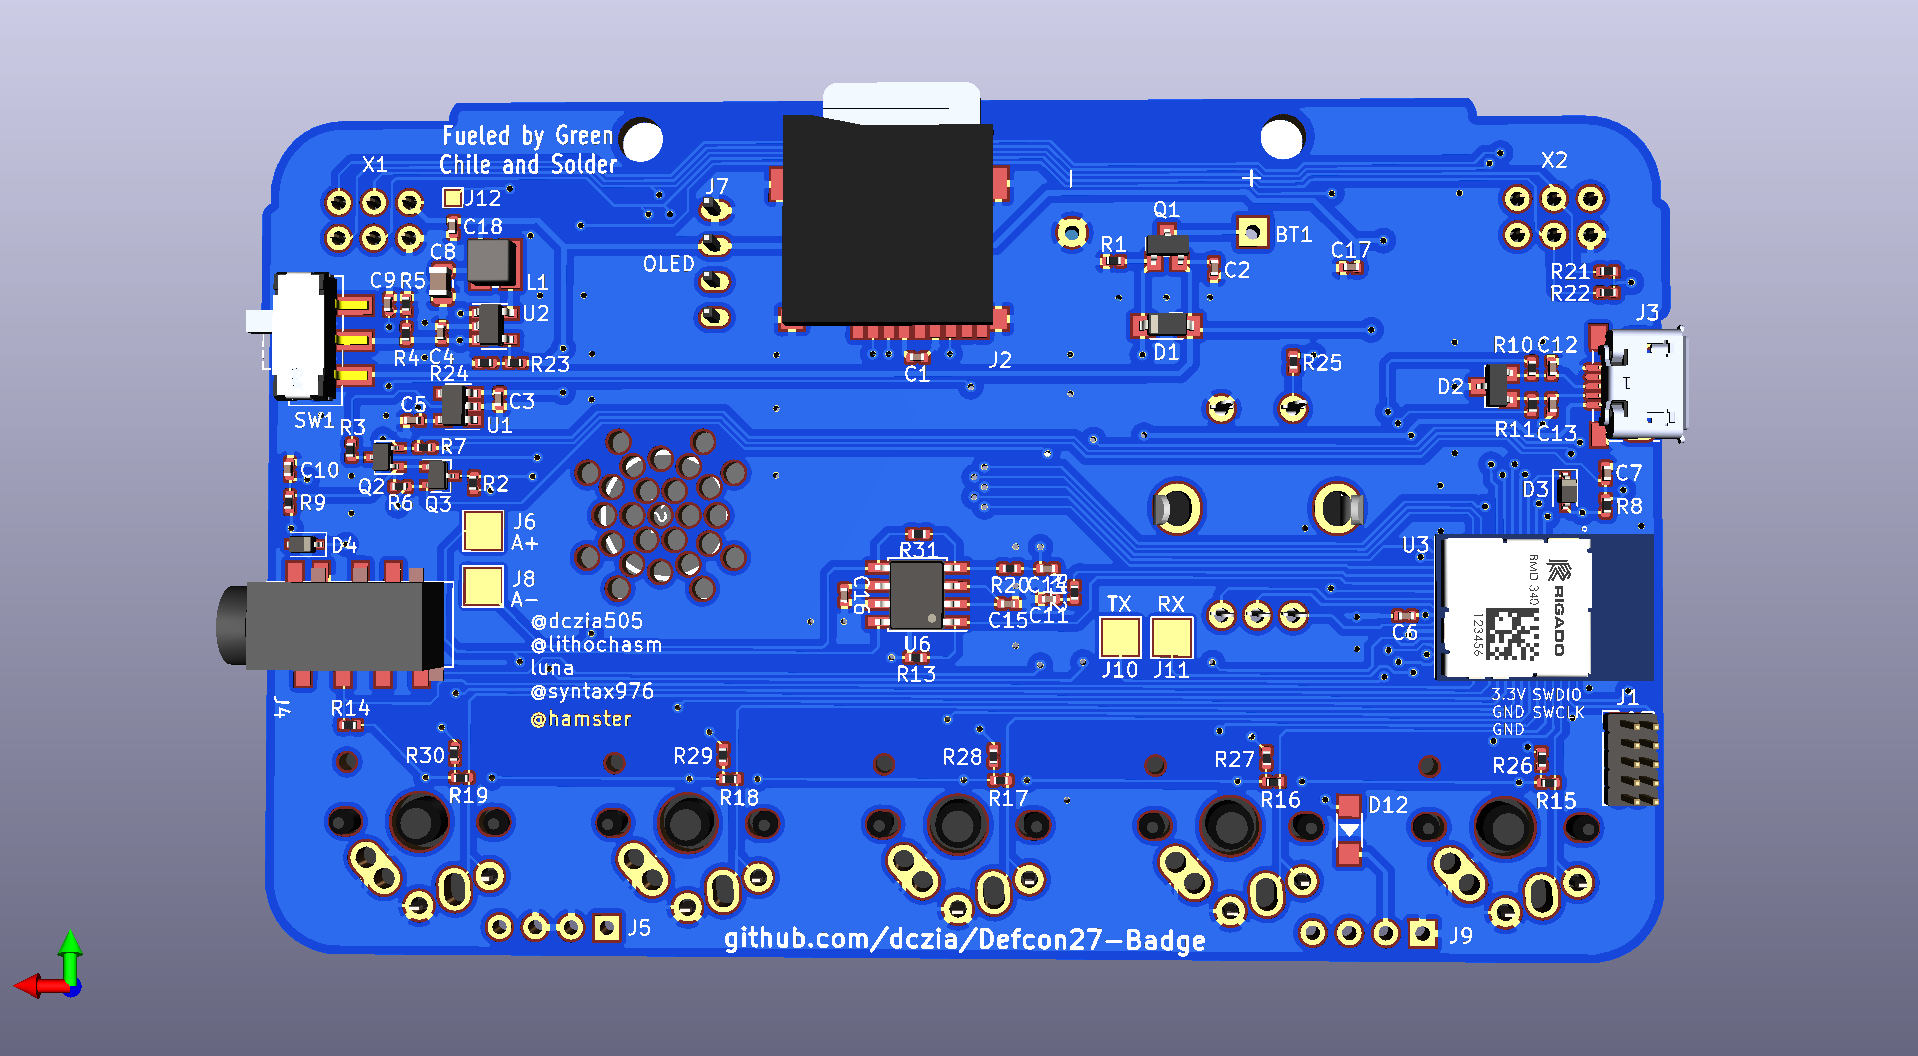 Fueled by Green
Chile and Solder
X1
J12
C18
C8
L1
C9 R5
U2
R4 C4
R23
R24
C3
C5
U1
SW1
R3
R7
C10
Q2
R6
Q3
R2
R9
D4
J6
A+
J8
A-
J7
OLED
J2
C1
Q1
R1
C2
BT1
+
D1
C17
X2
R21
R22
J3
R10 C12
D2
R11 C13
R25
C7
D3
R8
U3
RMD 340
RIGADO
123456
3.3V SWDIO
GND SWCLK
GND
J1
C6
R31
C16
U6
R13
R20
C14
C15
C11
TX
RX
J10
J11
@dczia505
@lithochasm
luna
@syntax976
@hamster
J4
R14
R30
R19
R29
R18
R28
R17
R27
R16
D12
R26
R15
J5
github.com/dczia/Defcon27-Badge
J9